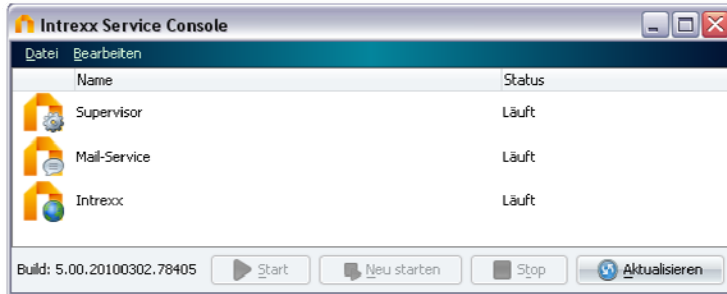 Intrexx Service Console
Datei Bearbeiten
Name Status
Supervisor Läuft
Mail-Service Läuft
Intrexx Läuft
Build: 5.00.20100302.78405 Start Neu starten Stop Aktualisieren